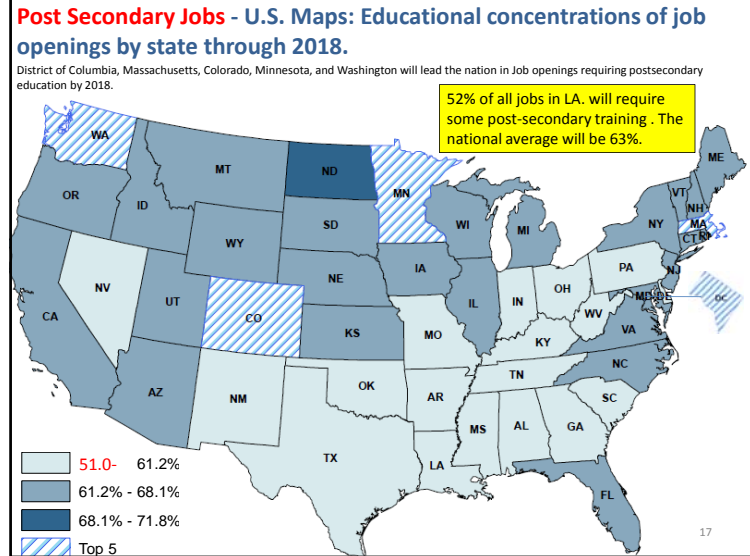 Post Secondary Jobs - U.S. Maps: Educational concentrations of job
openings by state through 2018.
District of Columbia, Massachusetts, Colorado, Minnesota, and Washington will lead the nation in Job openings requiring postsecondary
education by 2018.
52% of all jobs in LA. will require
some post-secondary training . The
national average will be 63%.
WA
MT
ND
MN
ME
OR
ID
SD
WI
MI
VT
NH
NY
MA
CT
RI
WY
IA
NE
PA
NJ
NV
UT
CO
IL
IN
OH
MD
DE
DC
CA
KS
MO
WV
VA
KY
NC
TN
AZ
NM
OK
AR
SC
MS
AL
GA
TX
LA
FL
51.0- 61.2%
61.2% - 68.1%
68.1% - 71.8%
Top 5
17